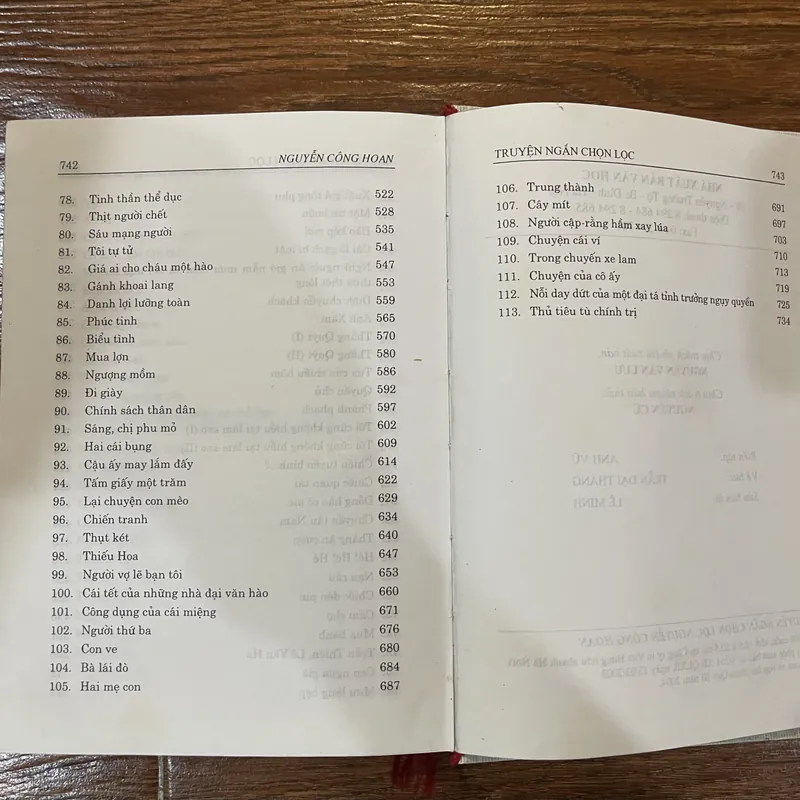 742 NGUYỄN CÔNG HOAN
78. Tinh thần thể dục 522
79. Thịt người chết 528
80. Sáu mạng người 535
81. Tôi tự tử 541
82. Giá ai cho cháu một hào 547
83. Gánh khoai lang 553
84. Danh lợi lưỡng toàn 559
85. Phúc tinh 565
86. Biểu tình 570
87. Mua lợn 580
88. Ngượng mồm 586
89. Đi giày 592
90. Chính sách thân dân 597
91. Sáng, chị phu mỏ 602
92. Hai cái bụng 609
93. Cậu ấy may lắm đấy 614
94. Tấm giấy một trăm 622
95. Lại chuyện con mèo 629
96. Chiến tranh 634
97. Thụt két 640
98. Thiếu Hoa 647
99. Người vợ lẽ bạn tôi 653
100. Cái tết của những nhà đại văn hào 660
101. Công dụng của cái miệng 671
102. Người thứ ba 676
103. Con ve 680
104. Bà lái đò 684
105. Hai mẹ con 687
TRUYỆN NGẮN CHỌN LỌC 743
106. Trung thành 691
107. Cây mít 697
108. Người cặp-rằng hầm xay lúa 703
109. Chuyện cái ví 710
110. Trong chuyến xe lam 713
111. Chuyện của cô ấy 719
112. Nỗi day dứt của một đại tá tỉnh trưởng ngụy quyền 725
113. Thủ tiêu tù chính trị 734